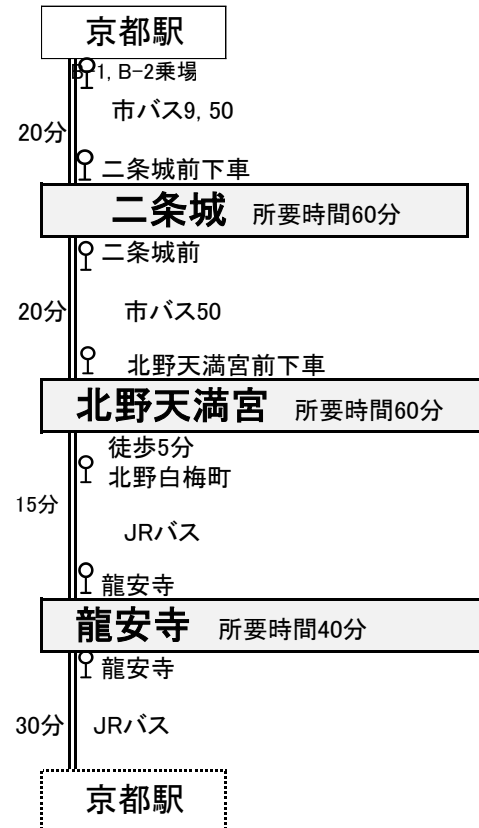 京都駅
B-1, B-2乗場
市バス9, 50
20分
二条城前下車
二条城 所要時間60分
二条城前
20分 市バス50
北野天満宮前下車
北野天満宮 所要時間60分
徒歩5分
北野白梅町
15分
JRバス
龍安寺
龍安寺 所要時間40分
龍安寺
30分 JRバス
京都駅